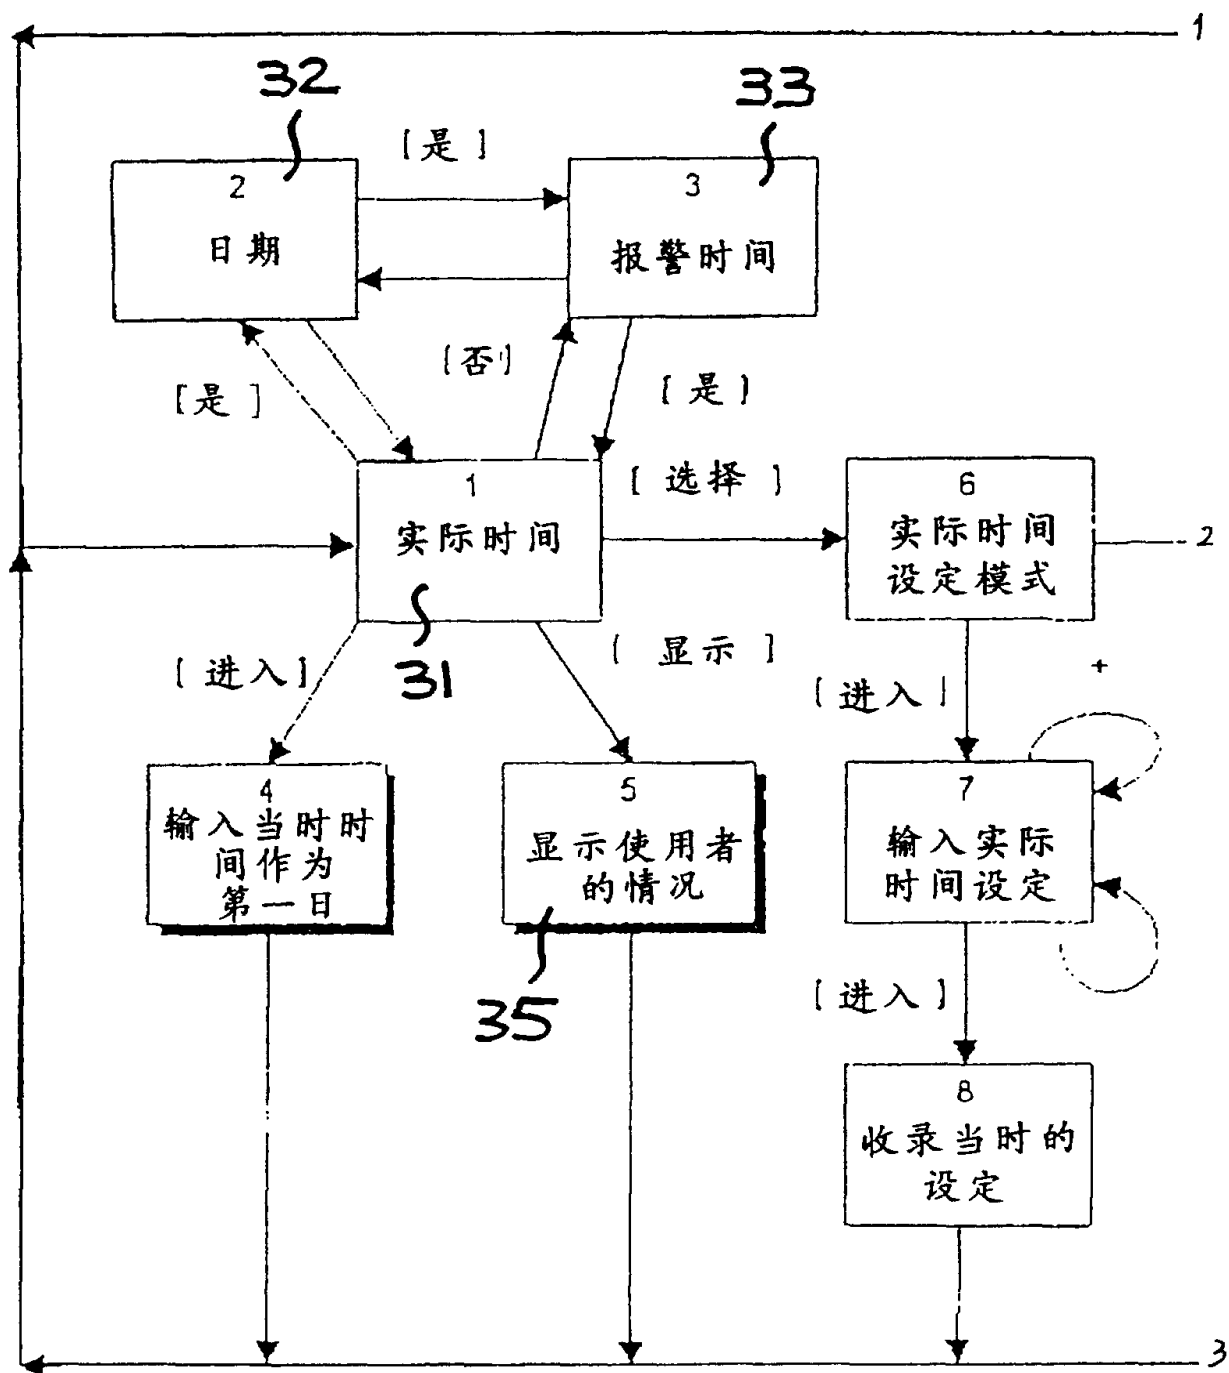 1
32
33
[是]
2
日期
3
报警时间
[否]
[是]
[是]
[选择]
1
实际时间
6
实际时间
设定模式
2
31
[进入]
[显示]
+
[进入]
4
输入当时时
间作为
第一日
5
显示使用者
的情况
7
输入实际
时间设定
35
[进入]
8
收录当时的
设定
3